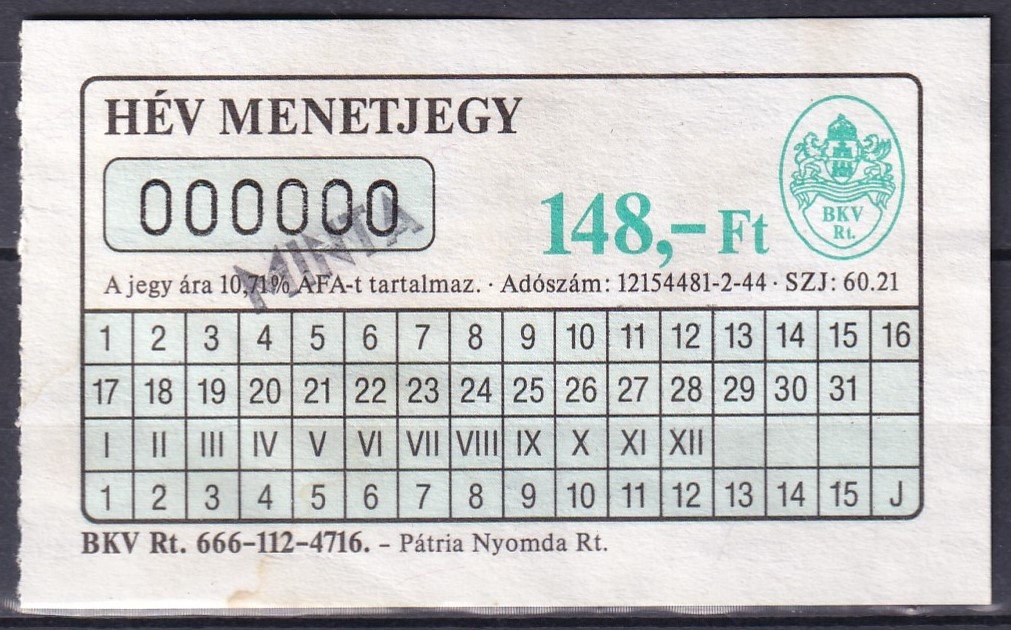 HÉV MENETJEGY
000000
MINTA
148,– Ft
BKV
Rt.
A jegy ára 10,71% ÁFA-t tartalmaz. · Adószám: 12154481-2-44 · SZJ: 60.21
1 2 3 4 5 6 7 8 9 10 11 12 13 14 15 16
17 18 19 20 21 22 23 24 25 26 27 28 29 30 31
I II III IV V VI VII VIII IX X XI XII
1 2 3 4 5 6 7 8 9 10 11 12 13 14 15 J
BKV Rt. 666–112–4716. – Pátria Nyomda Rt.